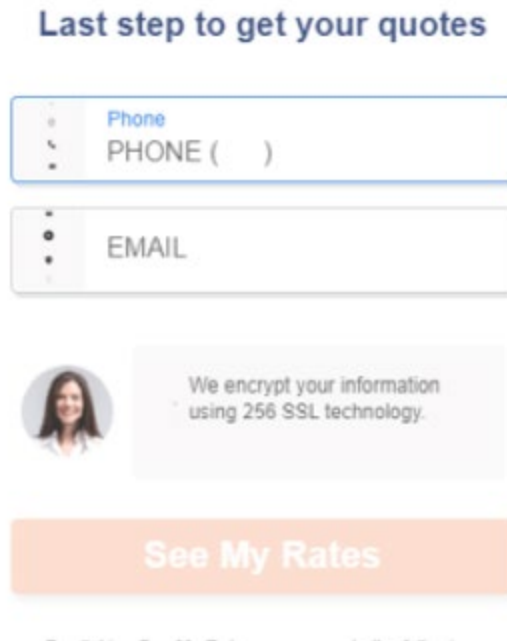 Last step to get your quotes
Phone
PHONE ( )
EMAIL
We encrypt your information
using 256 SSL technology.
See My Rates